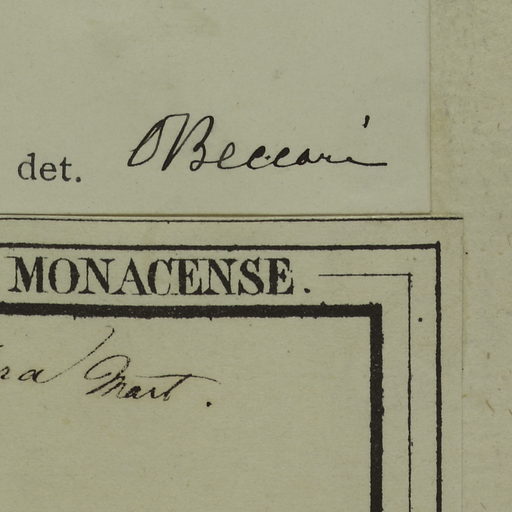 det. O Beccari
MONACENSE.
Mart.